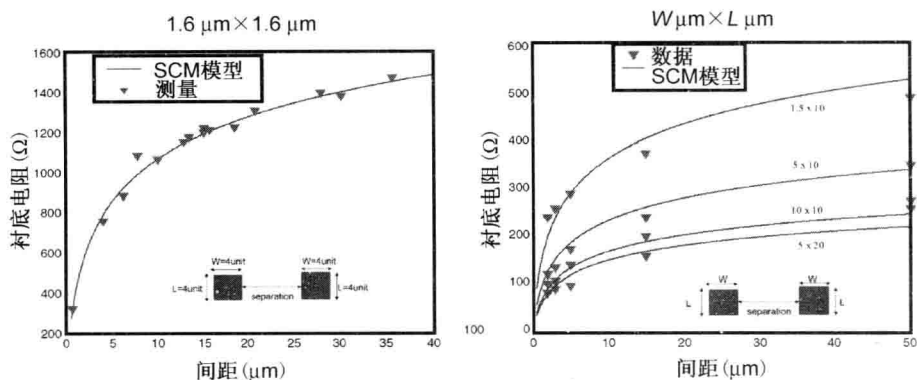 1.6 μm×1.6 μm
1600
1400
1200
1000
800
600
400
200
衬底电阻(Ω)
SCM模型
测量
W=4unit
W=4unit
L=4unit
separation
L=4unit
0
5
10
15
20
25
30
35
40
间距(μm)
Wμm×L μm
600
500
400
300
200
100
0
100
衬底电阻(Ω)
数据
SCM模型
1.5 x 10
5 x 10
10 x 10
5 x 20
W
W
L
separation
L
0
10
20
30
40
50
间距(μm)